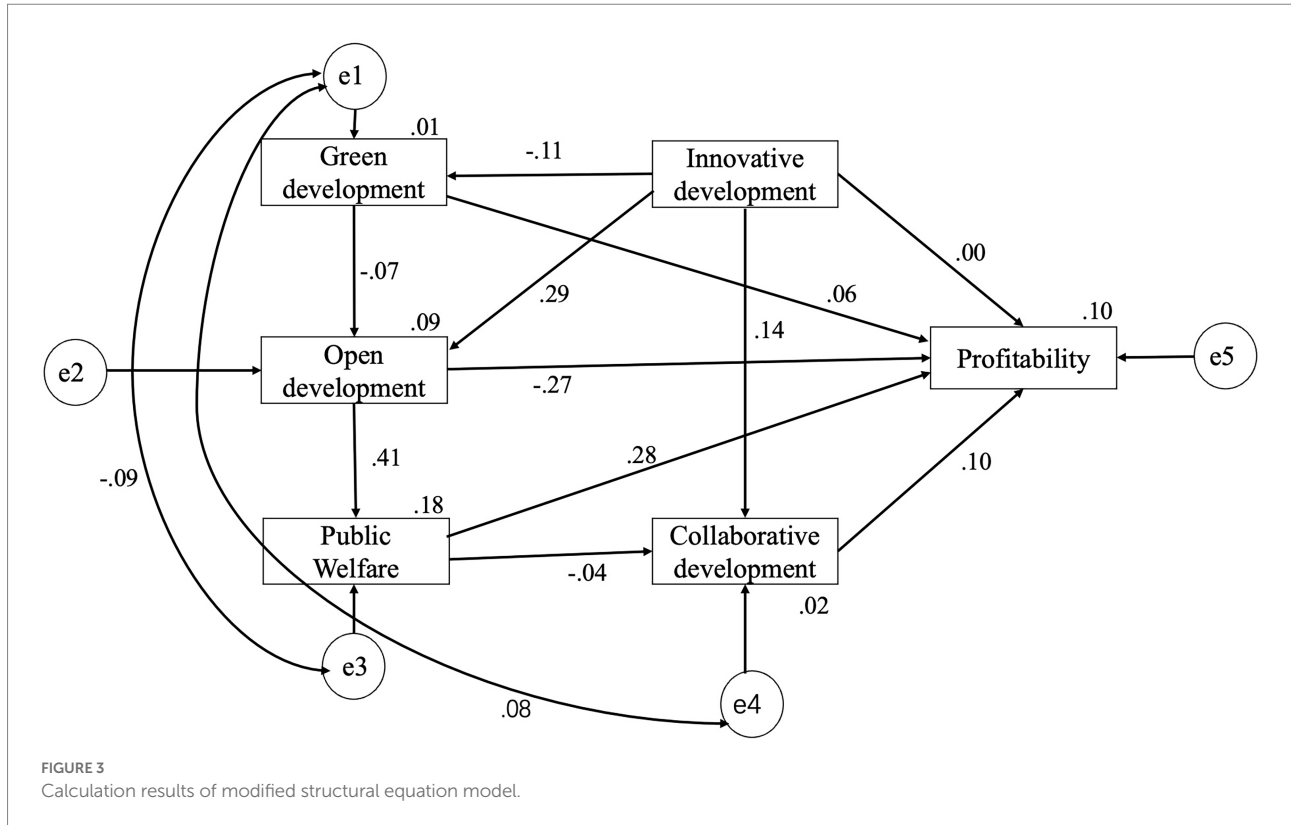 e1
.01
Green
development
-.11
Innovative
development
-.07
.29
.06
.14
.00
.10
e2
.09
Open
development
-.27
Profitability
e5
-.09
.41
.28
.10
.18
Public
Welfare
-.04
Collaborative
development
.02
e3
.08
e4
FIGURE 3
Calculation results of modified structural equation model.